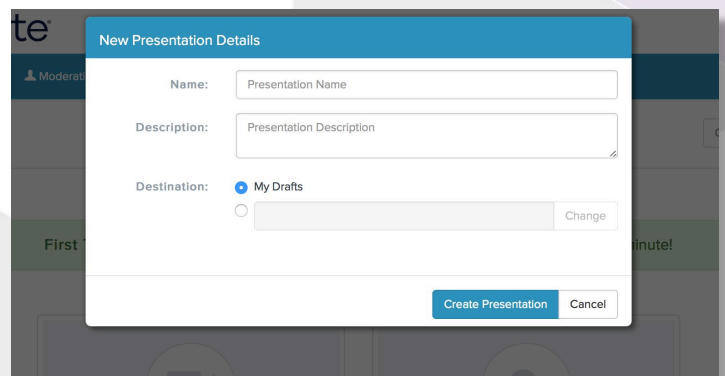 te
New Presentation Details
Moderati
Name:
Presentation Name
Description:
Presentation Description
Destination:
My Drafts
Change
First
inute!
Create Presentation
Cancel